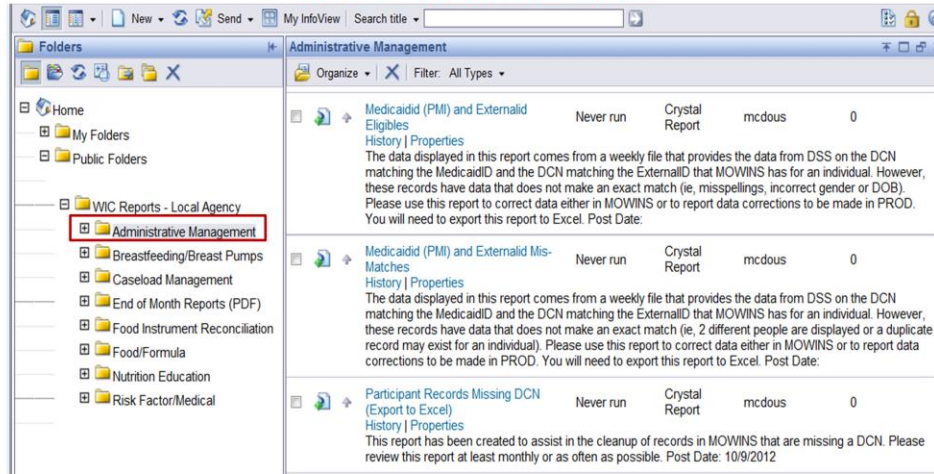 New Send My InfoView Search title
Folders
Home
My Folders
Public Folders
WIC Reports - Local Agency
Administrative Management
Breastfeeding/Breast Pumps
Caseload Management
End of Month Reports (PDF)
Food Instrument Reconciliation
Food/Formula
Nutrition Education
Risk Factor/Medical
Administrative Management
Organize Filter: All Types
Medicaidid (PMI) and Externalid Never run Crystal mcdous 0
Eligibles Report
History | Properties
The data displayed in this report comes from a weekly file that provides the data from DSS on the DCN
matching the MedicaidID and the DCN matching the ExternalID that MOWINS has for an individual. However,
these records have data that does not make an exact match (ie, misspellings, incorrect gender or DOB).
Please use this report to correct data either in MOWINS or to report data corrections to be made in PROD.
You will need to export this report to Excel. Post Date:
Medicaidid (PMI) and Externalid Mis- Never run Crystal mcdous 0
Matches Report
History | Properties
The data displayed in this report comes from a weekly file that provides the data from DSS on the DCN
matching the MedicaidID and the DCN matching the ExternalID that MOWINS has for an individual. However,
these records have data that does not make an exact match (ie, 2 different people are displayed or a duplicate
record may exist for an individual). Please use this report to correct data either in MOWINS or to report data
corrections to be made in PROD. You will need to export this report to Excel. Post Date:
Participant Records Missing DCN Never run Crystal mcdous 0
(Export to Excel) Report
History | Properties
This report has been created to assist in the cleanup of records in MOWINS that are missing a DCN. Please
review this report at least monthly or as often as possible. Post Date: 10/9/2012